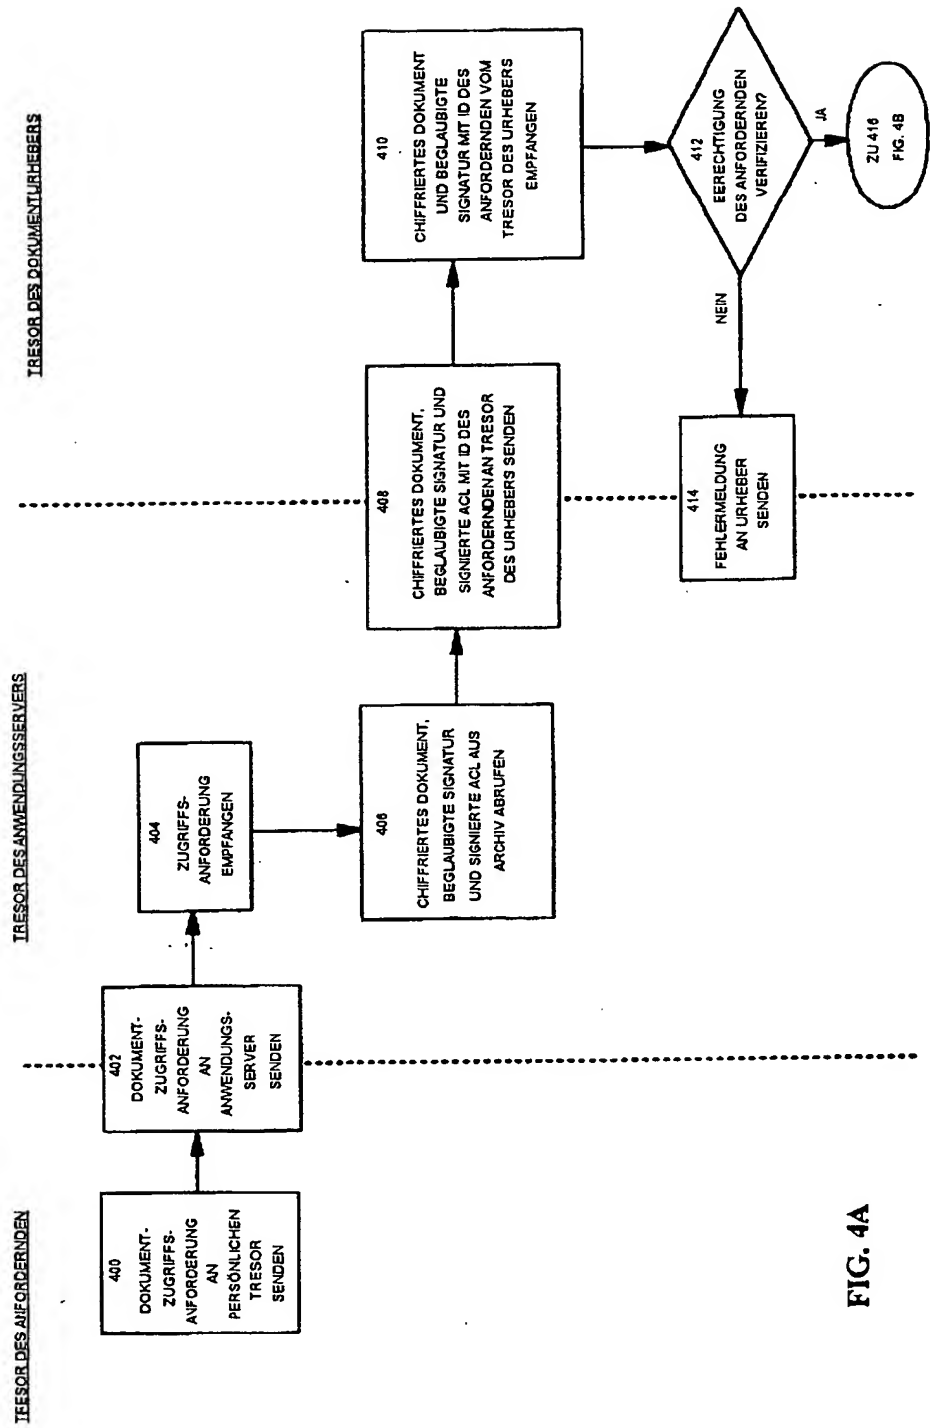 TFESOR DES ANFORDERNDEN
TRESOR DES ANWENDUNGSSERVERS
TRESOR DES DOKUMENTURHEBERS
400
DOKUMENT-
ZUGRIFFS-
ANFORDERUNG
AN
PERSÖNLICHEN
TRESOR
SENDEN
402
DOKUMENT-
ZUGRIFFS-
ANFORDERUNG
AN
ANWENDUNGS-
SERVER
SENDEN
404
ZUGRIFFS-
ANFORDERUNG
EMPFANGEN
406
CHIFFRIERTES DOKUMENT,
BEGLAUBIGTE SIGNATUR
UND SIGNIERTE ACL AUS
ARCHIV ABRUFEN
408
CHIFFRIERTES DOKUMENT,
BEGLAUBIGTE SIGNATUR UND
SIGNIERTE ACL MIT ID DES
ANFORDERNDEN AN TRESOR
DES URHEBERS SENDEN
410
CHIFFRIERTES DOKUMENT
UND BEGLAUBIGTE
SIGNATUR MIT ID DES
ANFORDERNDEN VOM
TRESOR DES URHEBERS
EMPFANGEN
412
EERECHTIGUNG
DES ANFORDERNDEN
VERIFIZIEREN?
NEIN
JA
414
FEHLERMELDUNG
AN URHEBER
SENDEN
ZU 416
FIG. 4B
FIG. 4A